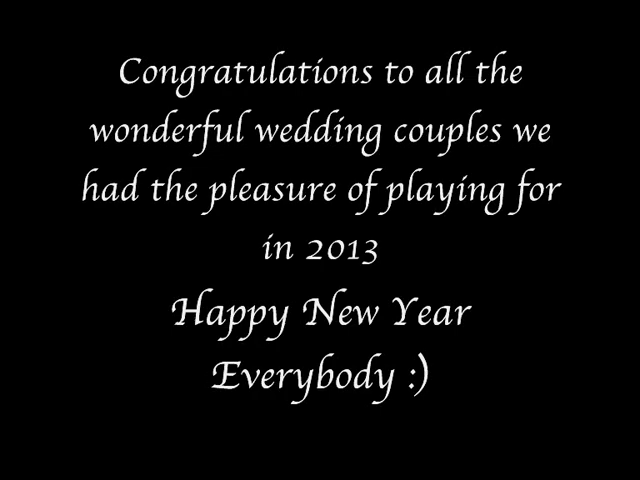 Congratulations to all the
wonderful wedding couples we
had the pleasure of playing for
in 2013
Happy New Year
Everybody :)